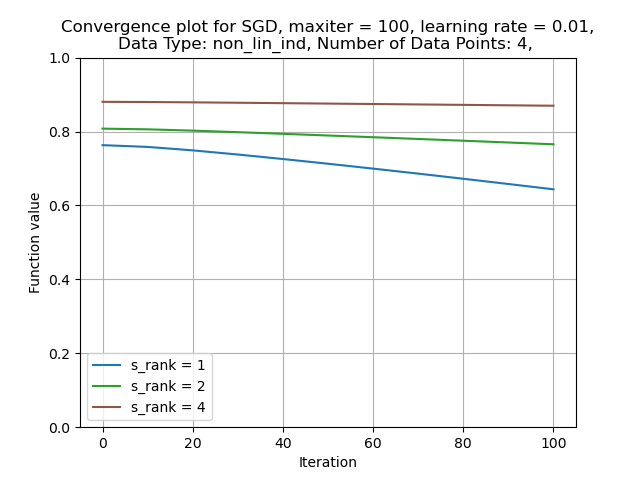 Convergence plot for SGD, maxiter = 100, learning rate = 0.01,
Data Type: non_lin_ind, Number of Data Points: 4,
1.0
0.8
0.6
0.4
0.2
0.0
Function value
s_rank = 1
s_rank = 2
s_rank = 4
0 20 40 60 80 100
Iteration